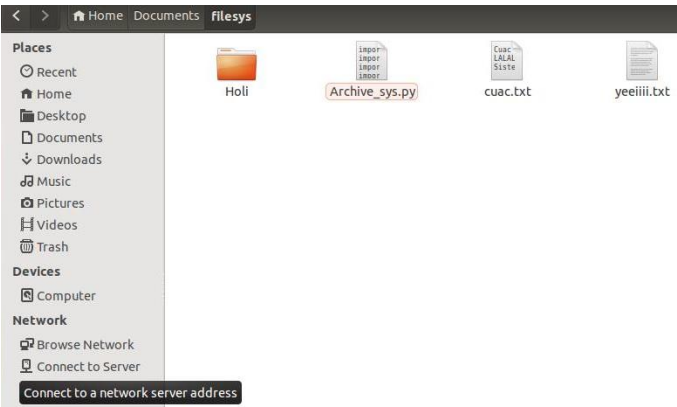 < > Home Documents filesys
Places
Recent
Home
Desktop
Documents
Downloads
Music
Pictures
Videos
Trash
Devices
Computer
Network
Browse Network
Connect to Server
Connect to a network server address
Holi
impor
impor
impor
impor
Archive_sys.py
Cuac
LALAL
Siste
cuac.txt
yeeiiii.txt